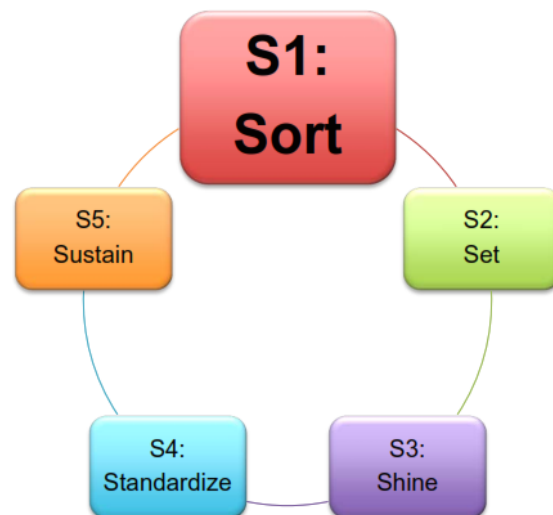 S1:
Sort
S2:
Set
S3:
Shine
S4:
Standardize
S5:
Sustain